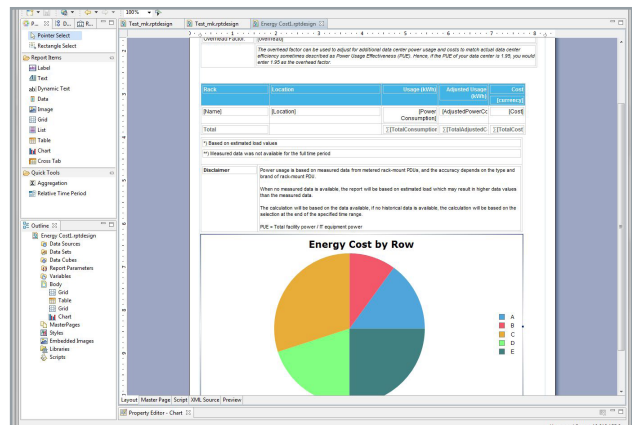 100%
P...
D...
R...
Test_mk.rptdesign
Test_mk.rptdesign
Energy Cost1.rptdesign
Pointer Select
Rectangle Select
Report Items
Label
Text
Dynamic Text
Data
Image
Grid
List
Table
Chart
Cross Tab
Quick Tools
Aggregation
Relative Time Period
Outline
Energy Cost1.rptdesign
Data Sources
Data Sets
Data Cubes
Report Parameters
Variables
Body
Grid
Table
Grid
Chart
MasterPages
Styles
Embedded Images
Libraries
Scripts
Overhead Factor: [overhead]
The overhead factor can be used to adjust for additional data center power usage and costs to match actual data center
efficiency sometimes described as Power Usage Effectiveness (PUE). Hence, if the PUE of your data center is 1.95, you would
enter 1.95 as the overhead factor.
Rack Location Usage (kWh) Adjusted Usage (kWh) Cost [currency]
[Name] [Location] [Power Consumption] [AdjustedPowerCc [Cost]
Total Σ[TotalConsumption Σ[TotalAdjustedC Σ[TotalCost
*) Based on estimated load values
**) Measured data was not available for the full time period
Disclaimer
Power usage is based on measured data from metered rack-mount PDUs, and the accuracy depends on the type and
brand of rack-mount PDU.
When no measured data is available, the report will be based on estimated load which may result in higher data values
than the measured data.
The calculation will be based on the data available, if no historical data is available, the calculation will be based on the
selection at the end of the specified time range.
PUE = Total facility power / IT equipment power
Energy Cost by Row
A
B
C
D
E
Layout Master Page Script XML Source Preview
Property Editor - Chart